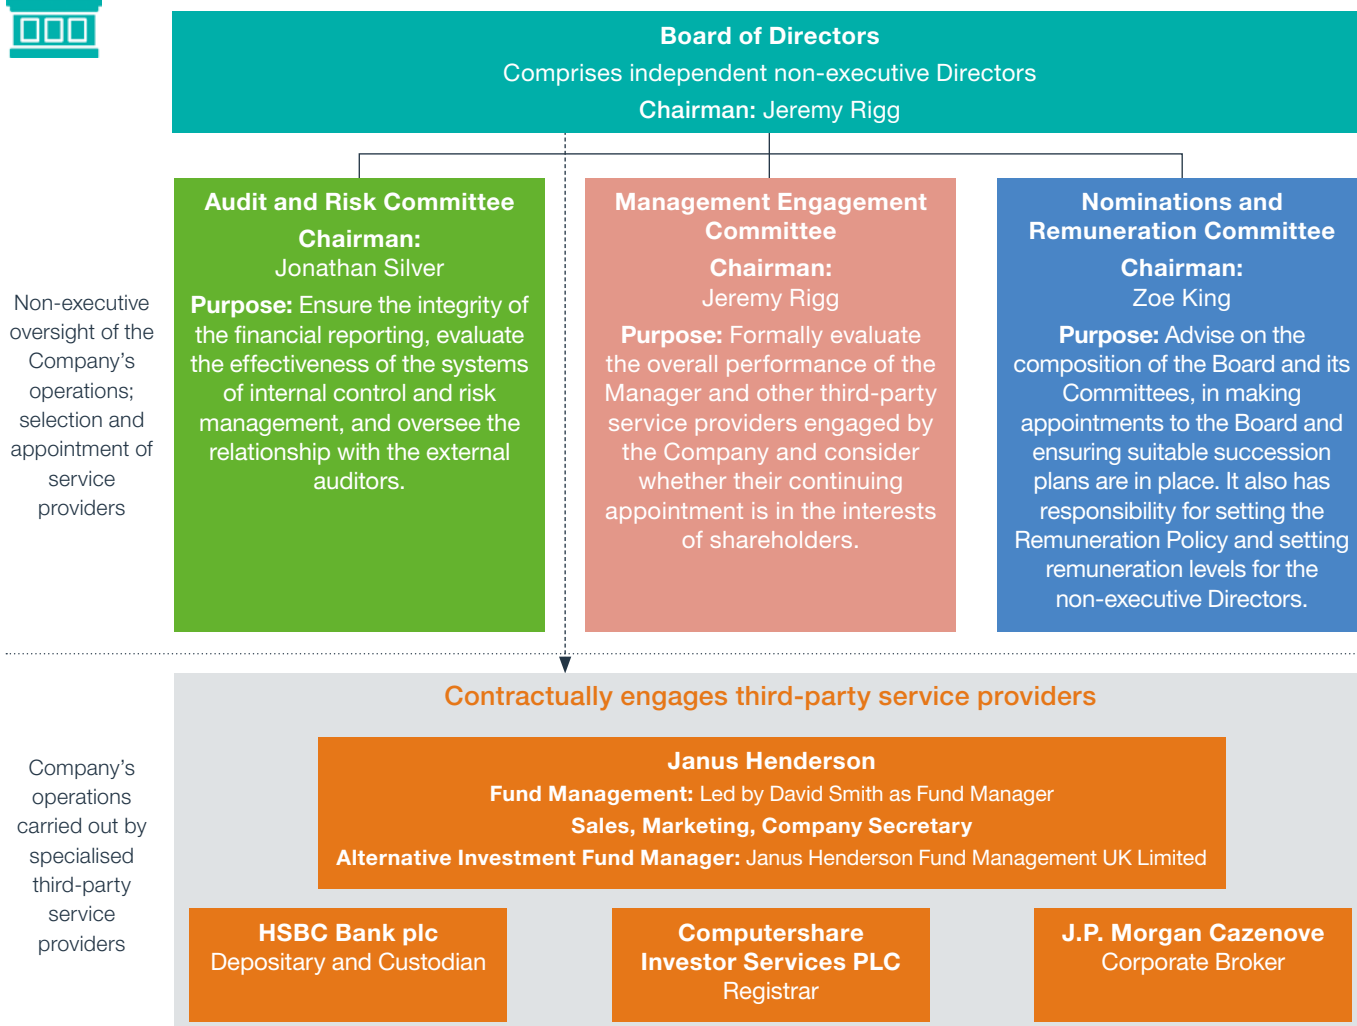 Board of Directors
Comprises independent non-executive Directors
Chairman: Jeremy Rigg
Non-executive
oversight of the
Company's
operations;
selection and
appointment of
service
providers
Audit and Risk Committee
Chairman:
Jonathan Silver
Purpose: Ensure the integrity of
the financial reporting, evaluate
the effectiveness of the systems
of internal control and risk
management, and oversee the
relationship with the external
auditors.
Management Engagement
Committee
Chairman:
Jeremy Rigg
Purpose: Formally evaluate
the overall performance of the
Manager and other third-party
service providers engaged by
the Company and consider
whether their continuing
appointment is in the interests
of shareholders.
Nominations and
Remuneration Committee
Chairman:
Zoe King
Purpose: Advise on the
composition of the Board and its
Committees, in making
appointments to the Board and
ensuring suitable succession
plans are in place. It also has
responsibility for setting the
Remuneration Policy and setting
remuneration levels for the
non-executive Directors.
Company's
operations
carried out by
specialised
third-party
service
providers
Contractually engages third-party service providers
Janus Henderson
Fund Management: Led by David Smith as Fund Manager
Sales, Marketing, Company Secretary
Alternative Investment Fund Manager: Janus Henderson Fund Management UK Limited
HSBC Bank plc
Depositary and Custodian
Computershare
Investor Services PLC
Registrar
J.P. Morgan Cazenove
Corporate Broker